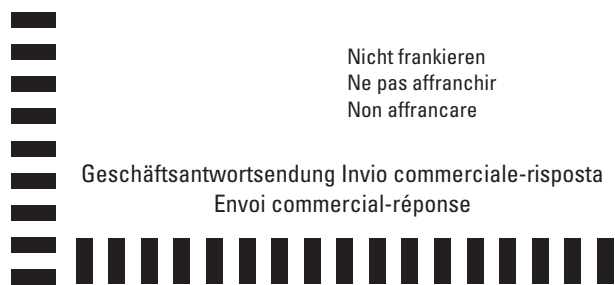 Nicht frankieren
Ne pas affranchir
Non affrancare
Geschäftsantwortsendung Invio commerciale-risposta
Envoi commercial-réponse